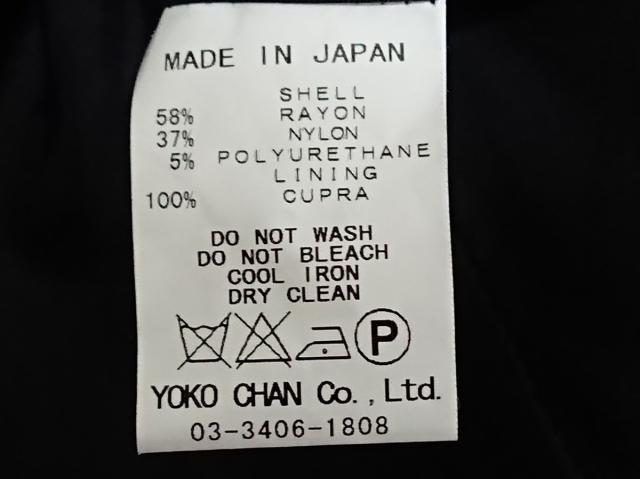 MADE IN JAPAN
SHELL
58% RAYON
37% NYLON
5% POLYURETHANE
LINING
100% CUPRA
DO NOT WASH
DO NOT BLEACH
COOL IRON
DRY CLEAN
P
YOKO CHAN Co., Ltd.
03-3406-1808